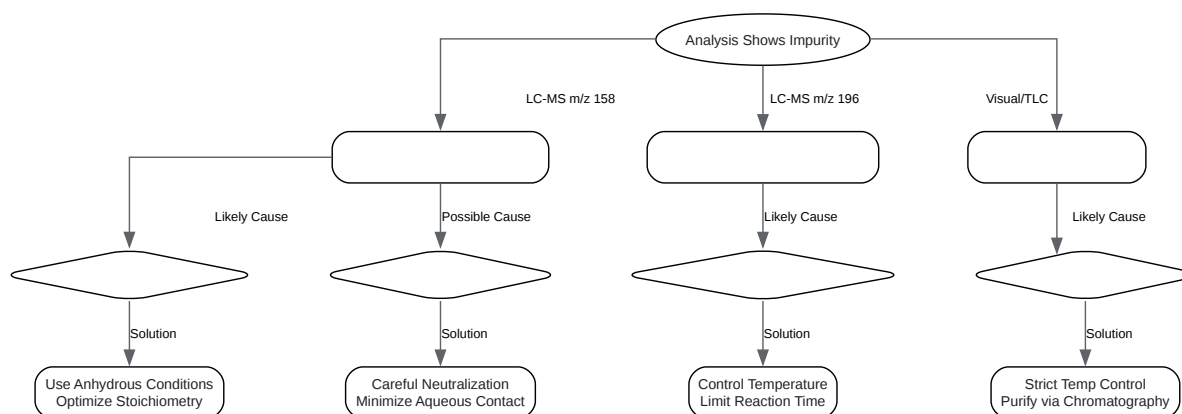 Analysis Shows Impurity
LC-MS m/z 158
LC-MS m/z 196
Visual/TLC
Likely Cause
Possible Cause
Likely Cause
Likely Cause
Solution
Solution
Solution
Solution
Use Anhydrous Conditions
Optimize Stoichiometry
Careful Neutralization
Minimize Aqueous Contact
Control Temperature
Limit Reaction Time
Strict Temp Control
Purify via Chromatography